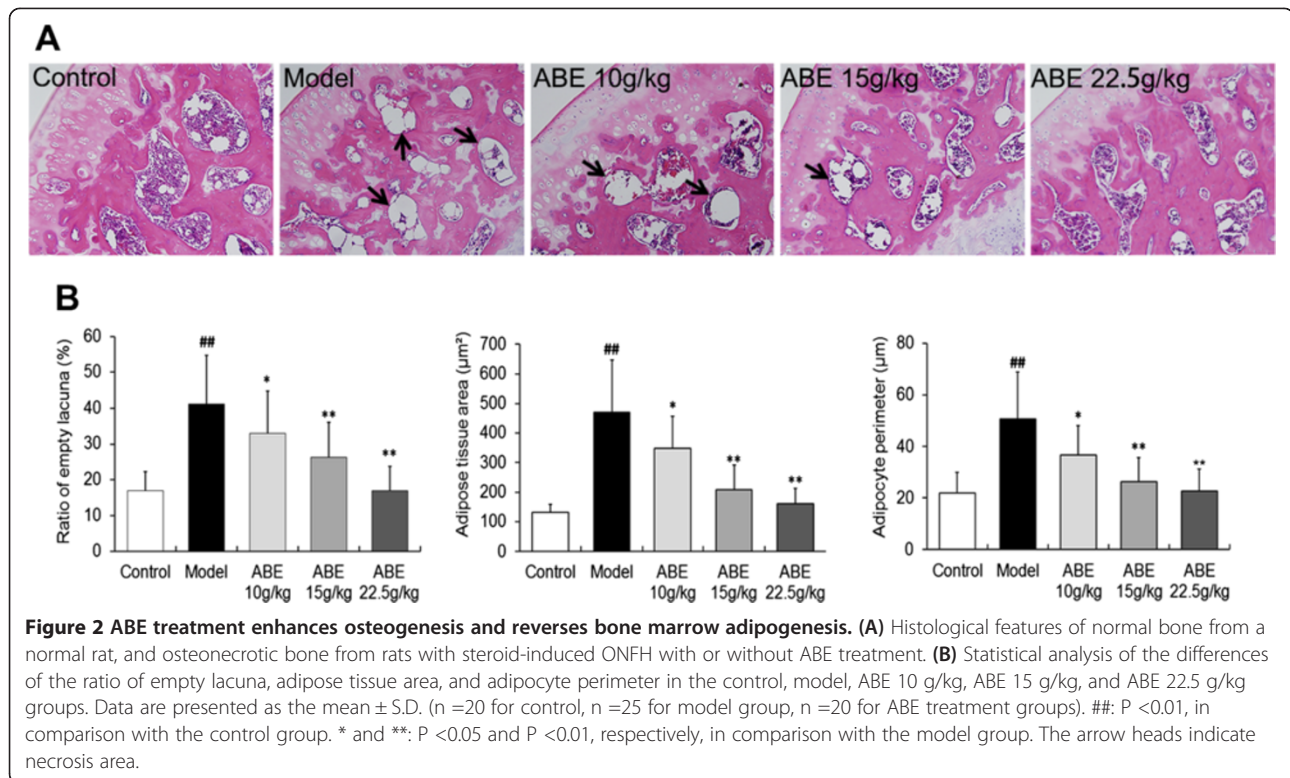 A
Control Model ABE 10g/kg ABE 15g/kg ABE 22.5g/kg
B
Ratio of empty lacuna (%)
60
50
40
30
20
10
0
##
*
**
**
Control Model ABE ABE ABE
10g/kg 15g/kg 22.5g/kg
Adipose tissue area (µm²)
700
600
500
400
300
200
100
0
##
*
**
**
Control Model ABE ABE ABE
10g/kg 15g/kg 22.5g/kg
Adipocyte perimeter (µm)
80
60
40
20
0
##
*
**
**
Control Model ABE ABE ABE
10g/kg 15g/kg 22.5g/kg
Figure 2 ABE treatment enhances osteogenesis and reverses bone marrow adipogenesis. (A) Histological features of normal bone from a
normal rat, and osteonecrotic bone from rats with steroid-induced ONFH with or without ABE treatment. (B) Statistical analysis of the differences
of the ratio of empty lacuna, adipose tissue area, and adipocyte perimeter in the control, model, ABE 10 g/kg, ABE 15 g/kg, and ABE 22.5 g/kg
groups. Data are presented as the mean ± S.D. (n =20 for control, n =25 for model group, n =20 for ABE treatment groups). ##: P <0.01, in
comparison with the control group. * and **: P <0.05 and P <0.01, respectively, in comparison with the model group. The arrow heads indicate
necrosis area.